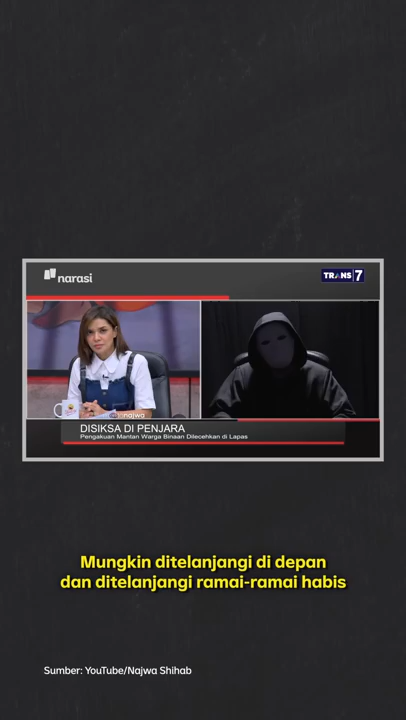 narasi
TRANS 7
najwa
DISIKSA DI PENJARA
Pengakuan Mantan Warga Binaan Dilecehkan di Lapas
Mungkin ditelanjangi di depan
dan ditelanjangi ramai-ramai habis
Sumber: YouTube/Najwa Shihab